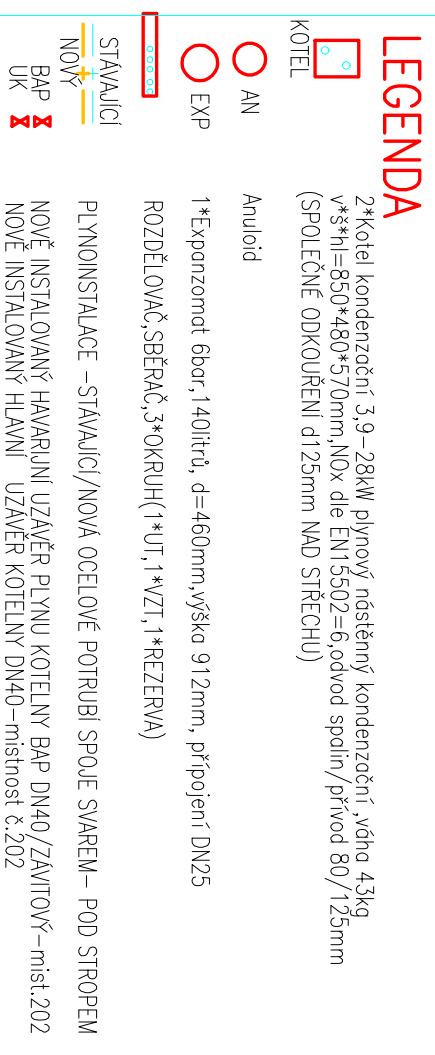 LEGENDA
KOTEL
2*Kotel kondenzační 3,9-28kW plynový nástěnný kondenzační ,váha 43kg
v*š*hl=850*480*570mm,NOx dle EN15502=6,odvod spalin/přívod 80/125mm
(SPOLEČNÉ ODKOUŘENÍ d125mm NAD STŘECHU)
AN
Anuloid
EXP
1*Expanzomat 6bar,140litrů, d=460mm,výška 912mm, přípojení DN25
ROZDĚLOVAČ,SBĚRAČ,3*OKRUH(1*UT,1*VZT,1*REZERVA)
STÁVAJÍCÍ
NOVÝ
PLYNOINSTALACE -STÁVAJÍCÍ/NOVÁ OCELOVÉ POTRUBÍ SPOJE SVAREM- POD STROPEM
BAP
NOVĚ INSTALOVANÝ HAVARIJNÍ UZÁVĚR PLYNU KOTELNY BAP DN40/ZÁVITOVÝ-mist.202
UK
NOVĚ INSTALOVANÝ HLAVNÍ UZÁVĚR KOTELNY DN40-mistnost č.202